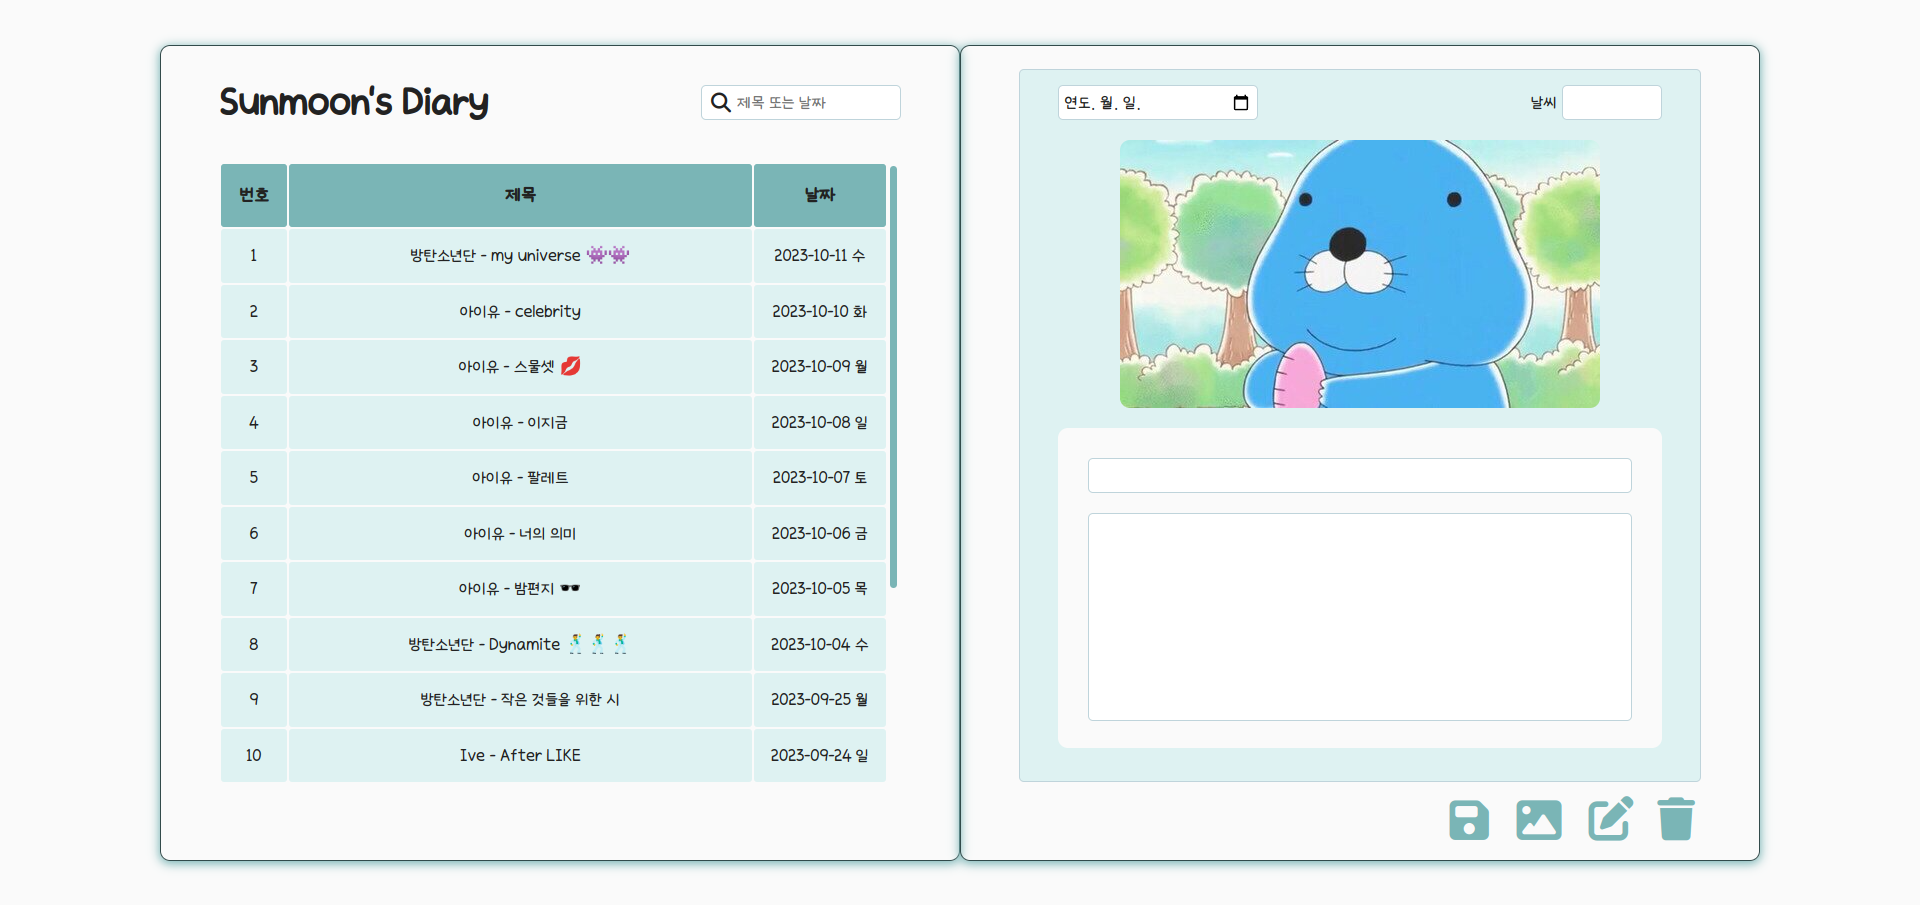 Sunmoon's Diary
제목 또는 날짜
번호 제목 날짜
1 방탄소년단 - my universe 👾👾 2023-10-11 수
2 아이유 - celebrity 2023-10-10 화
3 아이유 - 스물셋 💋 2023-10-09 월
4 아이유 - 이지금 2023-10-08 일
5 아이유 - 팔레트 2023-10-07 토
6 아이유 - 너의 의미 2023-10-06 금
7 아이유 - 밤편지 🕶️ 2023-10-05 목
8 방탄소년단 - Dynamite 🕺🕺🕺 2023-10-04 수
9 방탄소년단 - 작은 것들을 위한 시 2023-09-25 월
10 Ive - After LIKE 2023-09-24 일
연도. 월. 일.
날씨